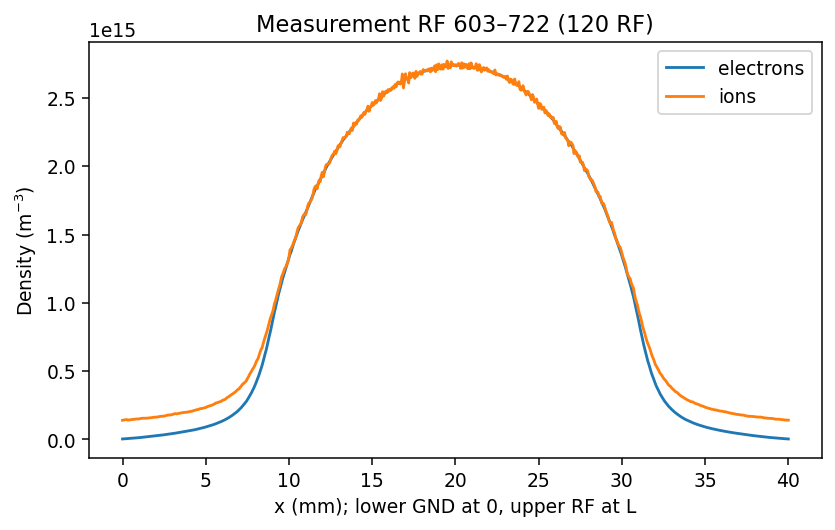 Measurement RF 603–722 (120 RF)
1e15
electrons
ions
2.5
2.0
1.5
1.0
0.5
0.0
Density (m⁻³)
0 5 10 15 20 25 30 35 40
x (mm); lower GND at 0, upper RF at L